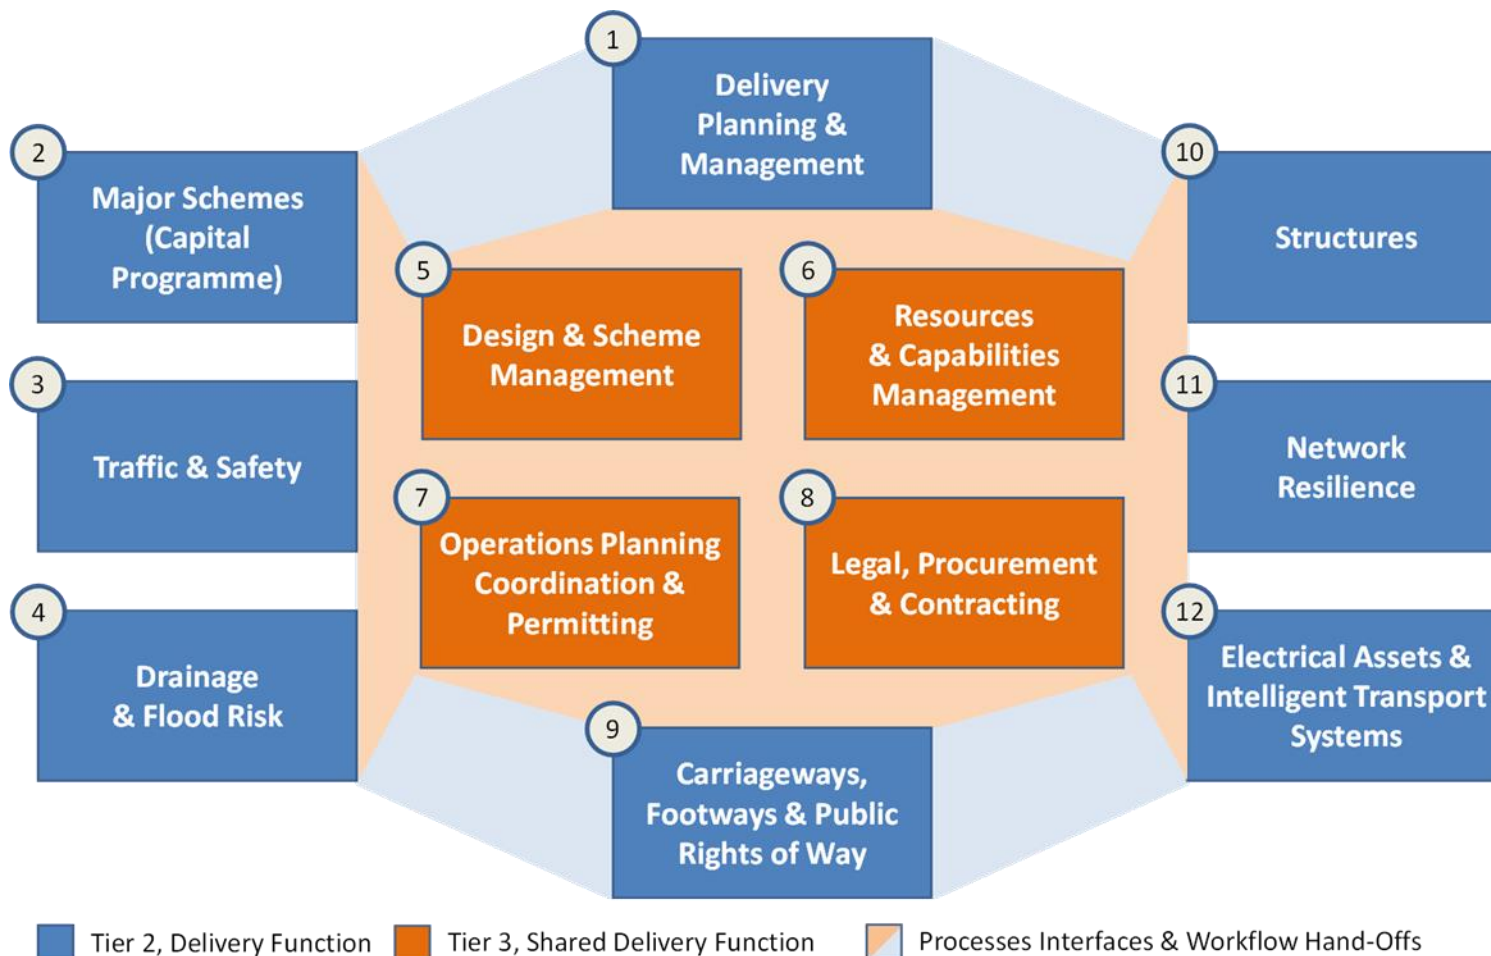 1
Delivery
Planning &
Management
2
Major Schemes
(Capital
Programme)
10
Structures
5
Design & Scheme
Management
6
Resources
& Capabilities
Management
3
Traffic & Safety
11
Network
Resilience
7
Operations Planning
Coordination &
Permitting
8
Legal, Procurement
& Contracting
4
Drainage
& Flood Risk
12
Electrical Assets &
Intelligent Transport
Systems
9
Carriageways,
Footways & Public
Rights of Way
Tier 2, Delivery Function
Tier 3, Shared Delivery Function
Processes Interfaces & Workflow Hand-Offs